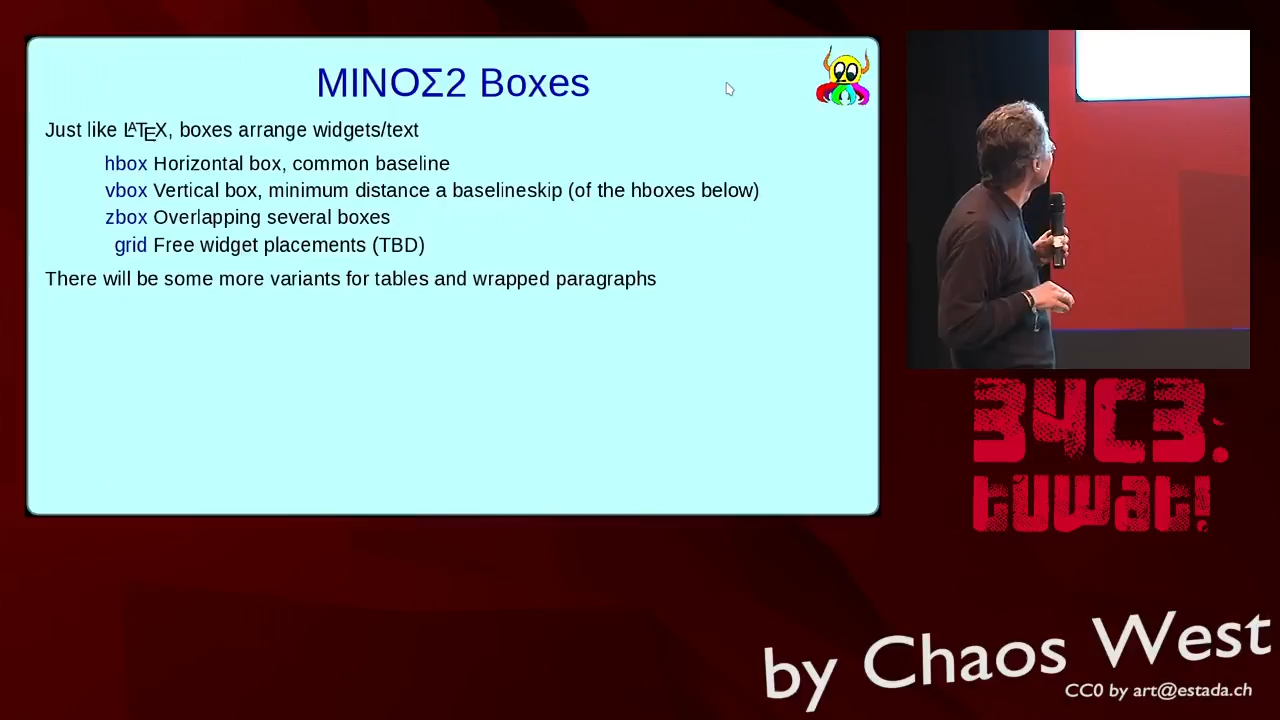 ΜΙΝΟΣ2 Boxes
Just like LATEX, boxes arrange widgets/text
hbox Horizontal box, common baseline
vbox Vertical box, minimum distance a baselineskip (of the hboxes below)
zbox Overlapping several boxes
grid Free widget placements (TBD)
There will be some more variants for tables and wrapped paragraphs
34C3:
tuwat!
by Chaos West
CC0 by art@estada.ch